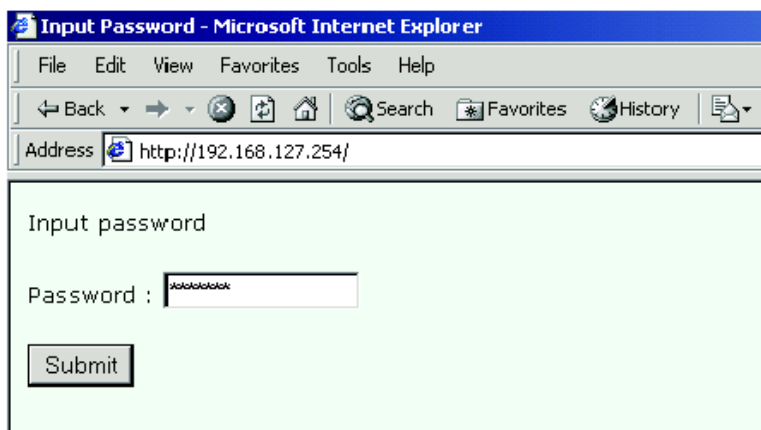 Input Password - Microsoft Internet Explorer
File Edit View Favorites Tools Help
Back Search Favorites History
Address http://192.168.127.254/
Input password
Password : ********
Submit